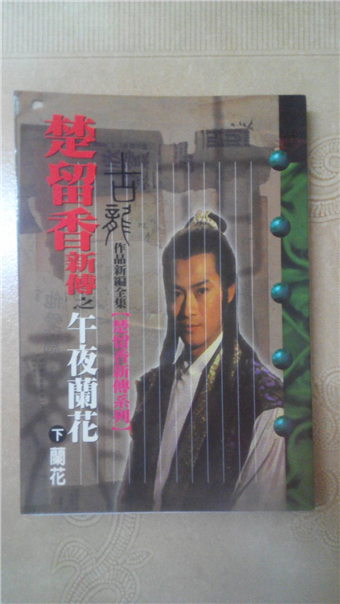 楚留香新傳之午夜蘭花
下 蘭花
古龍
作品新編全集
【楚留香新傳系列】